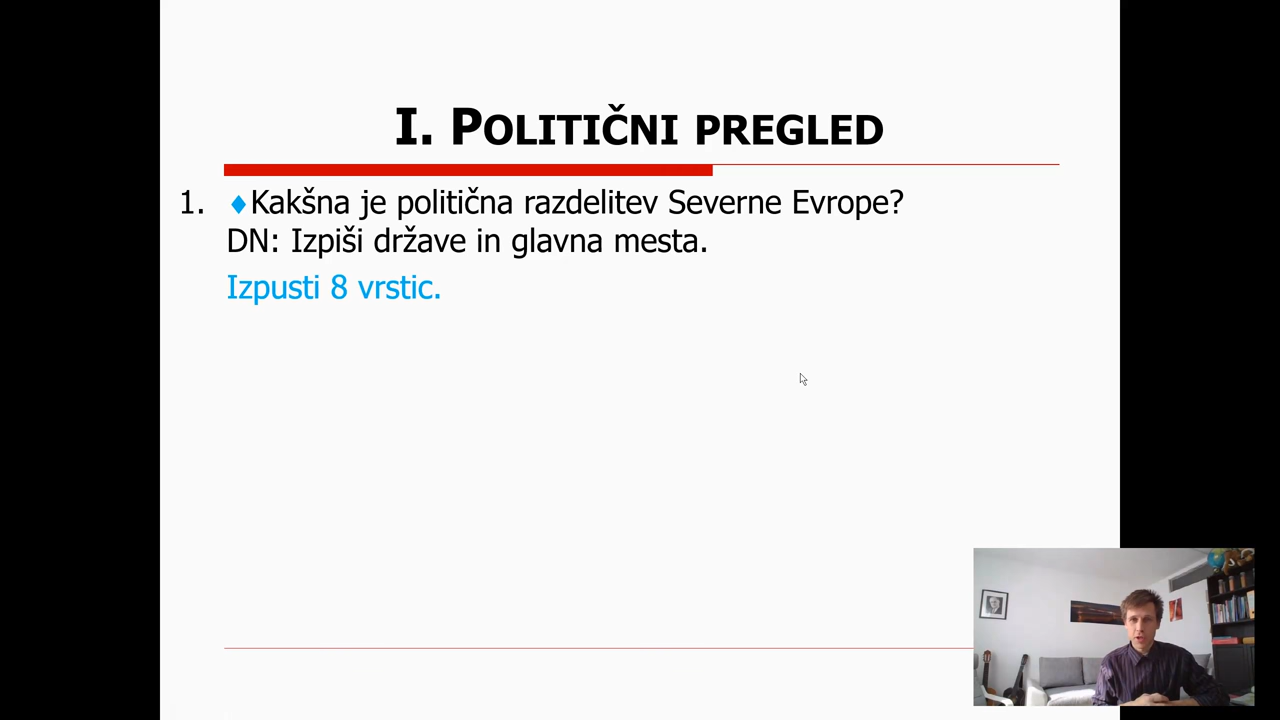 I. POLITIČNI PREGLED
1. ♦Kakšna je politična razdelitev Severne Evrope?
DN: Izpiši države in glavna mesta.
Izpusti 8 vrstic.